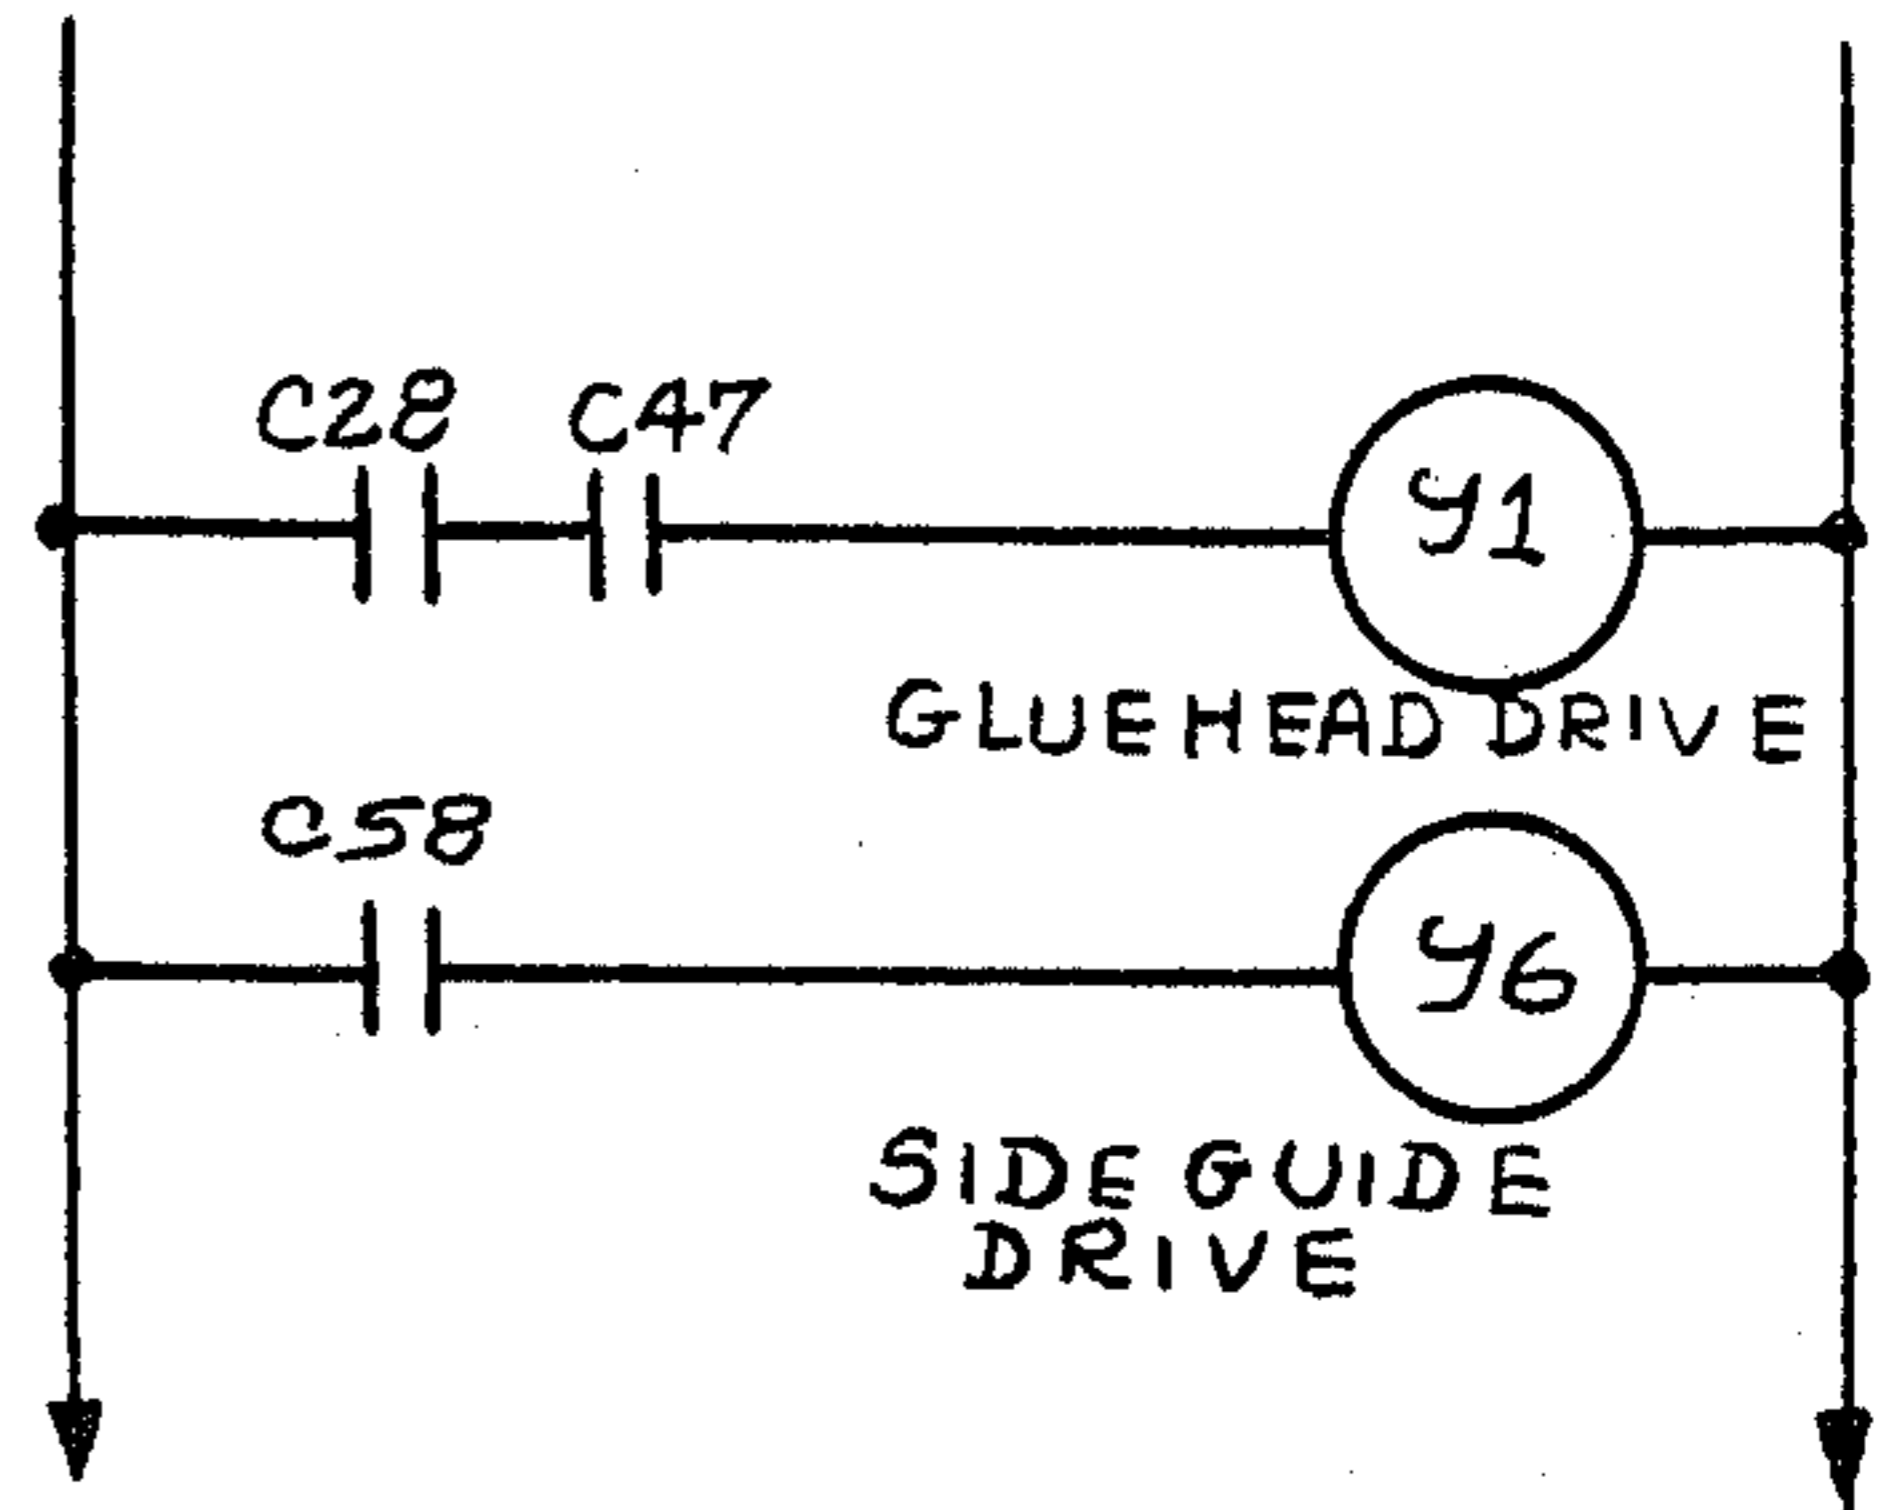 C28 C47
Y1
GLUEHEAD DRIVE
C58
Y6
SIDE GUIDE
DRIVE